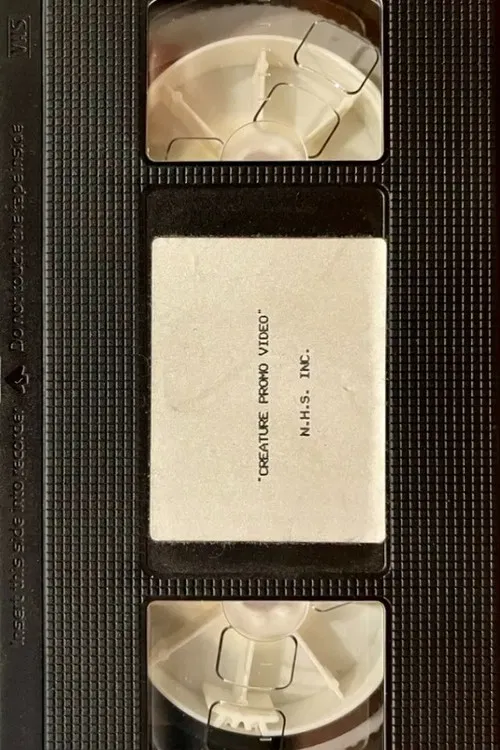 "CREATURE PROMO VIDEO"
N.H.S. INC.
VHS
Insert this side into recorder Do not touch the tape inside